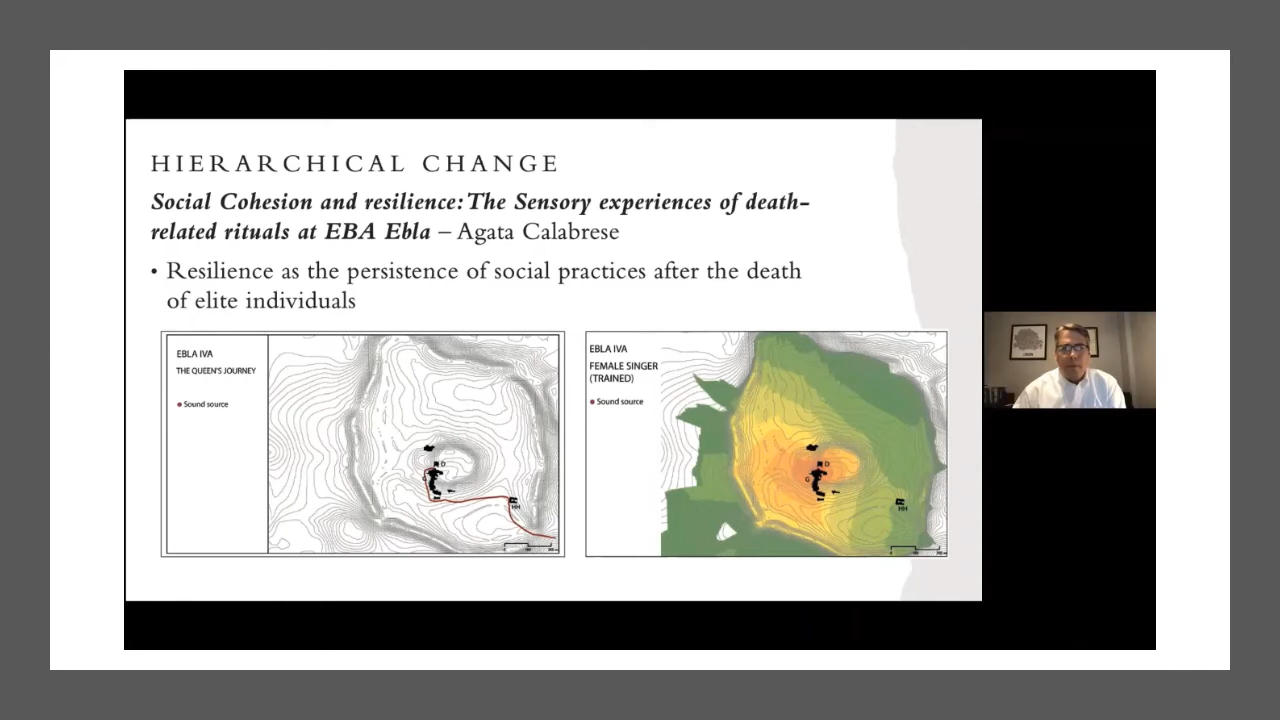 HIERARCHICAL CHANGE
Social Cohesion and resilience: The Sensory experiences of death-
related rituals at EBA Ebla – Agata Calabrese
• Resilience as the persistence of social practices after the death
of elite individuals
EBLA IVA
THE QUEEN'S JOURNEY
Sound source
D
G
HH
EBLA IVA
FEMALE SINGER
(TRAINED)
Sound source
D
G
HH